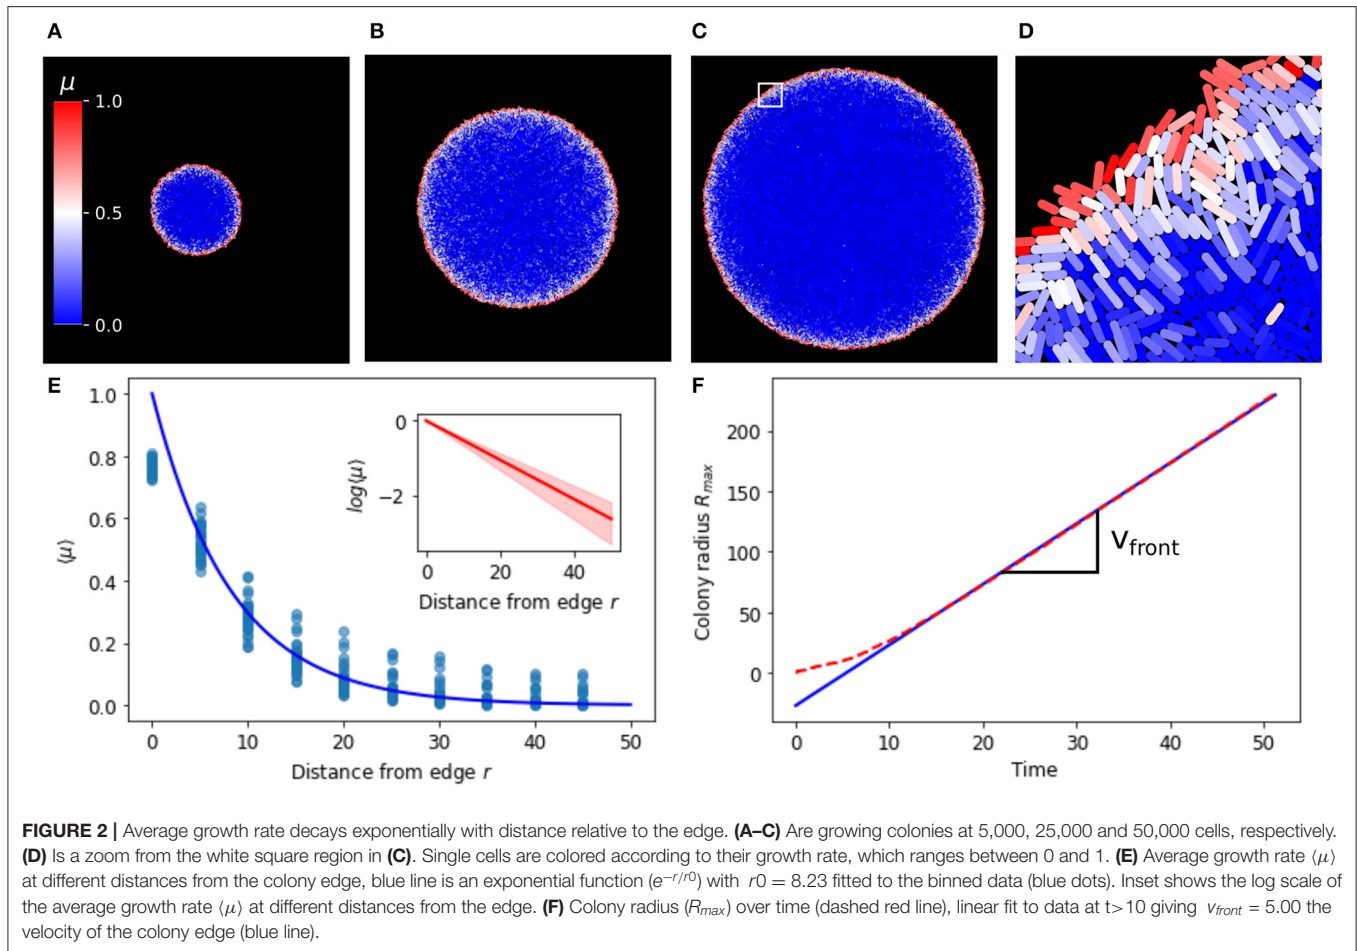 A
B
C
D
μ
1.0
0.5
0.0
E
1.0
0.8
0.6
0.4
0.2
0.0
⟨μ⟩
0 10 20 30 40 50
Distance from edge r
0
−2
log⟨μ⟩
0 20 40
Distance from edge r
F
200
150
100
50
0
Colony radius R_max
V_front
0 10 20 30 40 50
Time
FIGURE 2 | Average growth rate decays exponentially with distance relative to the edge. (A–C) Are growing colonies at 5,000, 25,000 and 50,000 cells, respectively.
(D) Is a zoom from the white square region in (C). Single cells are colored according to their growth rate, which ranges between 0 and 1. (E) Average growth rate ⟨μ⟩
at different distances from the colony edge, blue line is an exponential function (e^{−r/r0}) with r0 = 8.23 fitted to the binned data (blue dots). Inset shows the log scale of
the average growth rate ⟨μ⟩ at different distances from the edge. (F) Colony radius (R_max) over time (dashed red line), linear fit to data at t>10 giving v_front = 5.00 the
velocity of the colony edge (blue line).